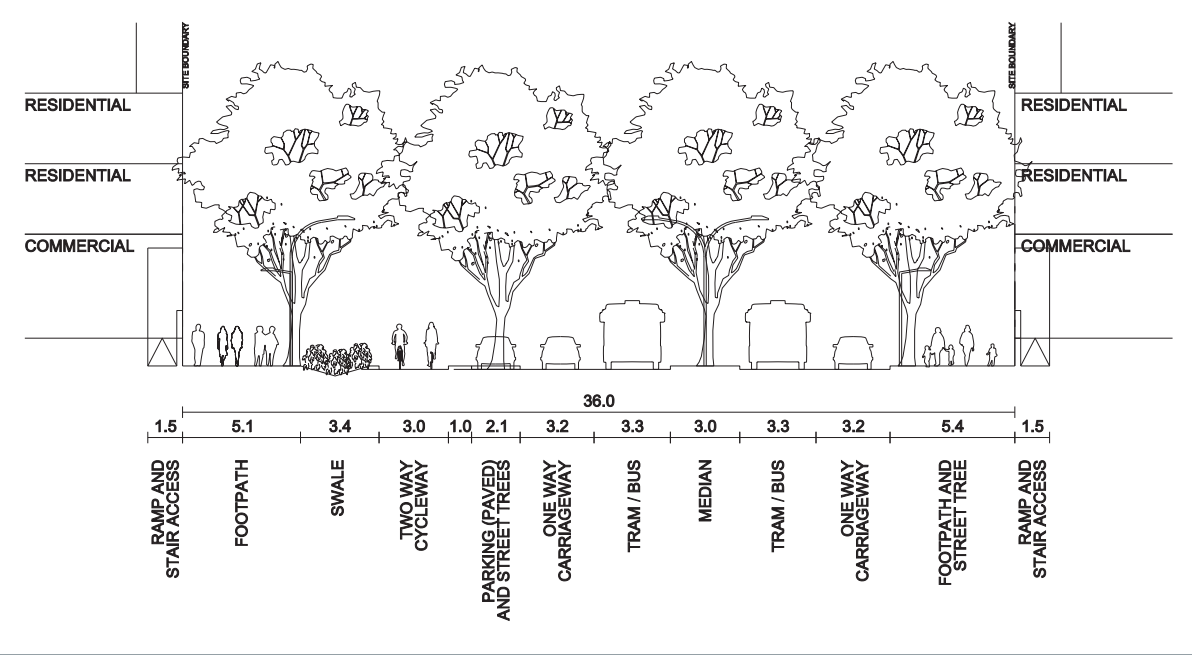 SITE BOUNDARY
SITE BOUNDARY
RESIDENTIAL
RESIDENTIAL
RESIDENTIAL
RESIDENTIAL
COMMERCIAL
COMMERCIAL
36.0
1.5 5.1 3.4 3.0 1.0 2.1 3.2 3.3 3.0 3.3 3.2 5.4 1.5
RAMP AND
STAIR ACCESS
FOOTPATH
SWALE
TWO WAY
CYCLEWAY
PARKING (PAVED)
AND STREET TREES
ONE WAY
CARRIAGEWAY
TRAM / BUS
MEDIAN
TRAM / BUS
ONE WAY
CARRIAGEWAY
FOOTPATH AND
STREET TREE
RAMP AND
STAIR ACCESS